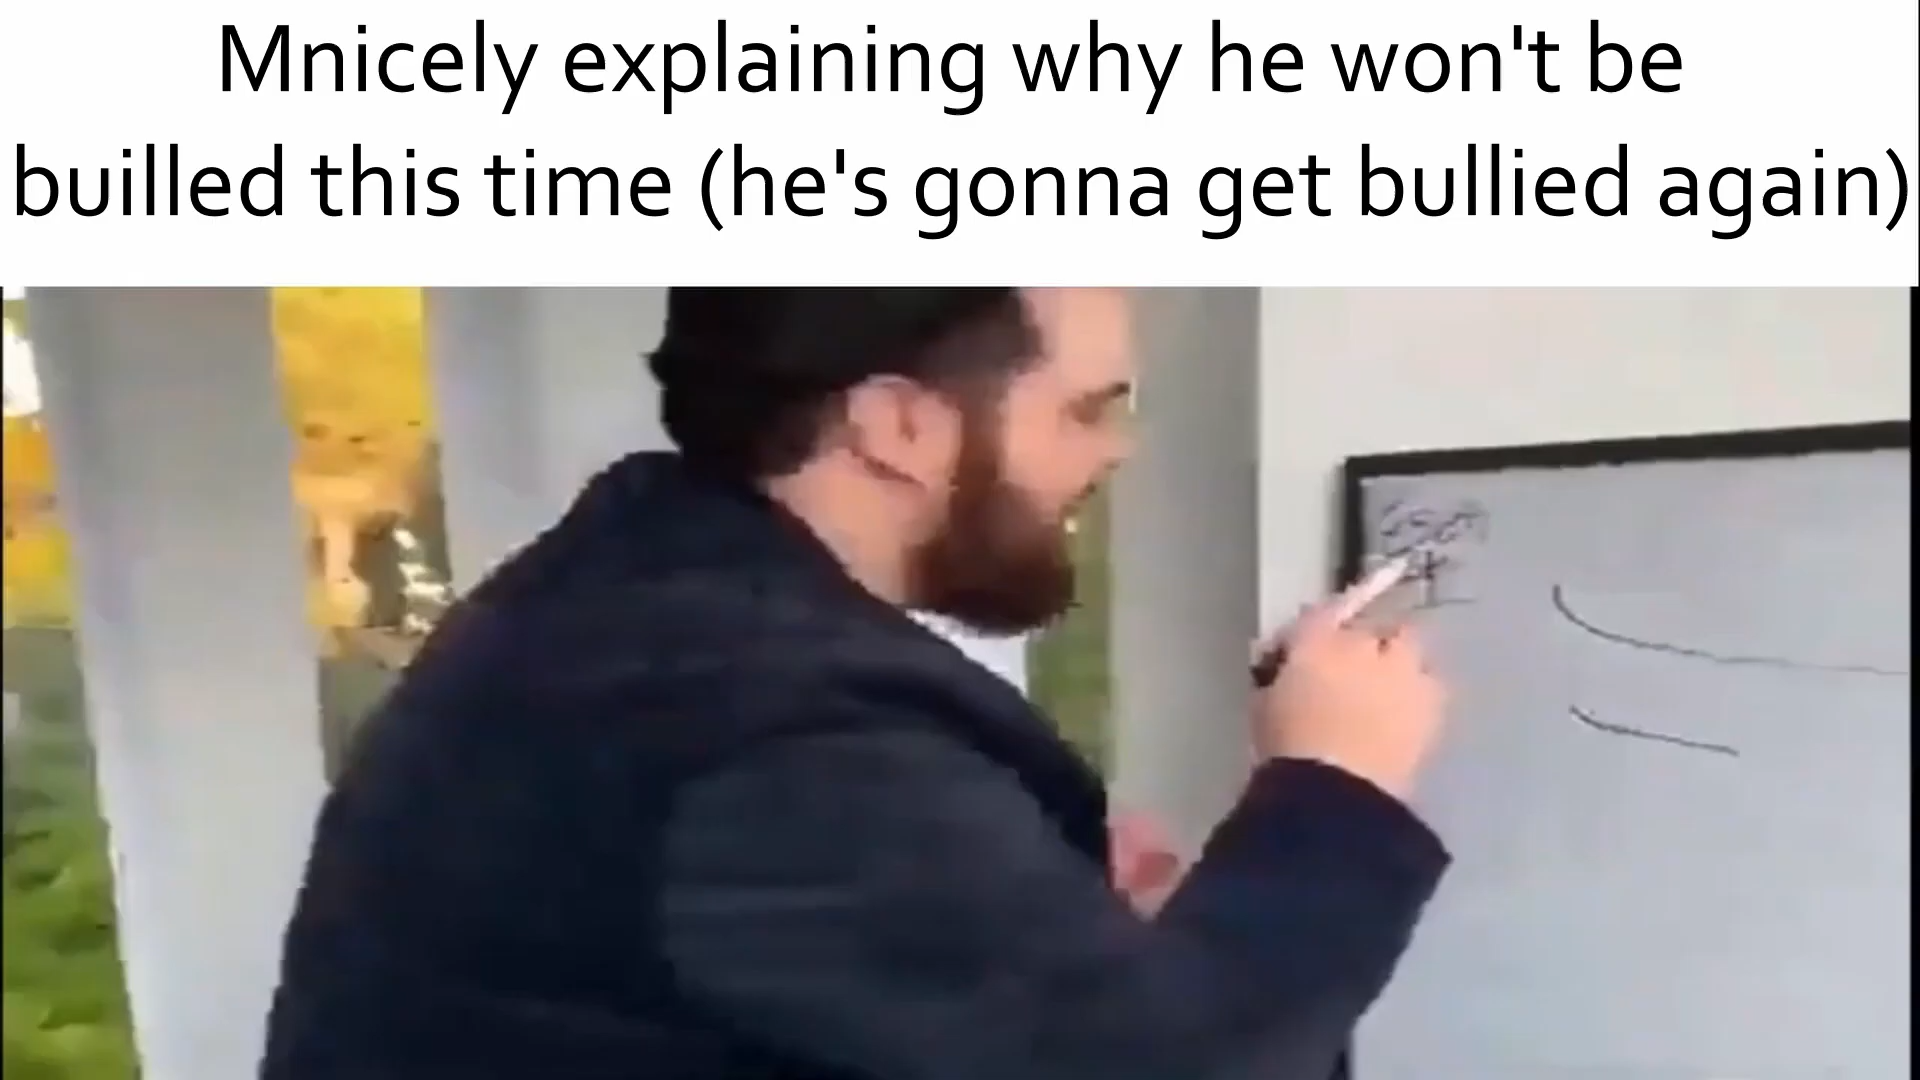 Mnicely explaining why he won't be
builled this time (he's gonna get bullied again)